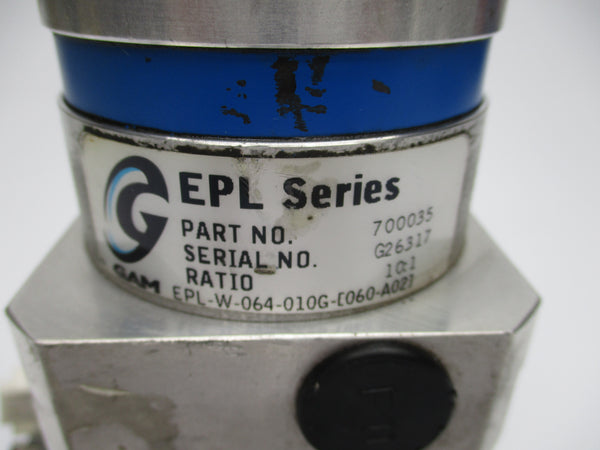 EPL Series
PART NO. 700035
SERIAL NO. G26317
RATIO 10:1
GAM
EPL-W-064-010G-[060-A02]